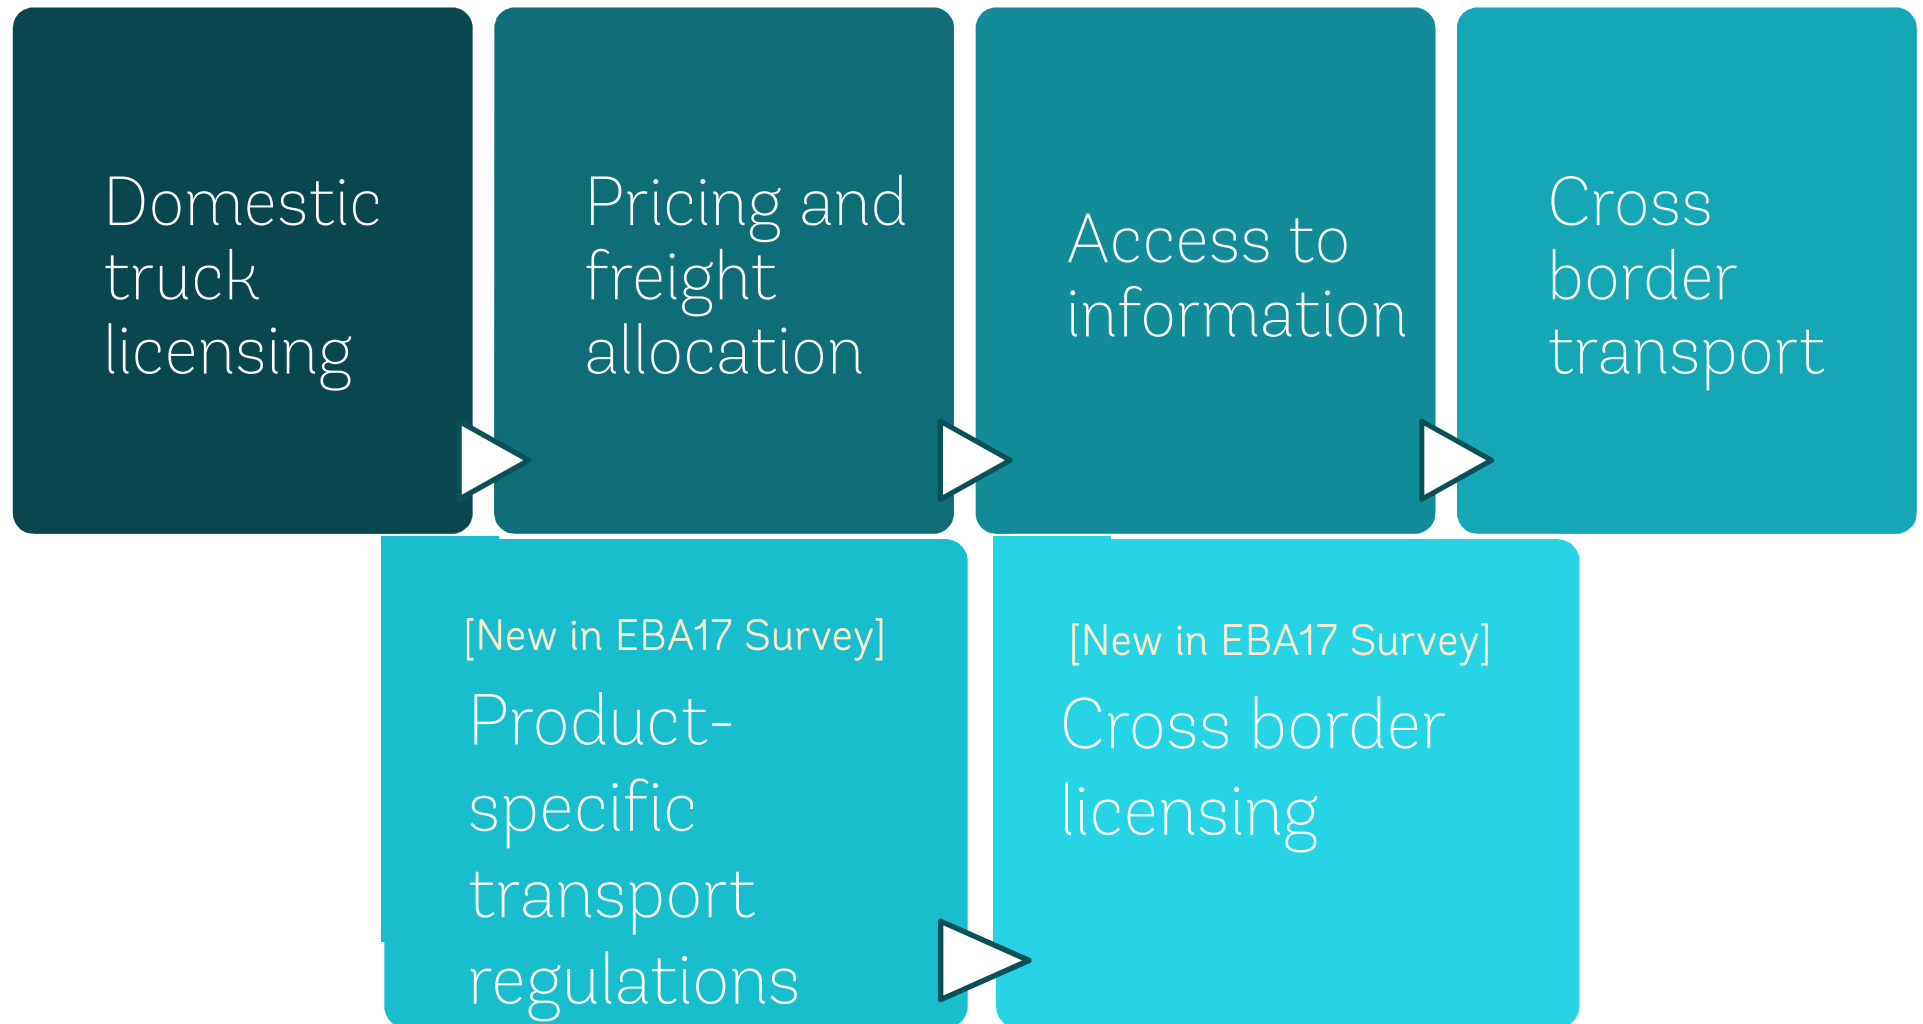 Domestic
truck
licensing
Pricing and
freight
allocation
Access to
information
Cross
border
transport
[New in EBA17 Survey]
Product-
specific
transport
regulations
[New in EBA17 Survey]
Cross border
licensing